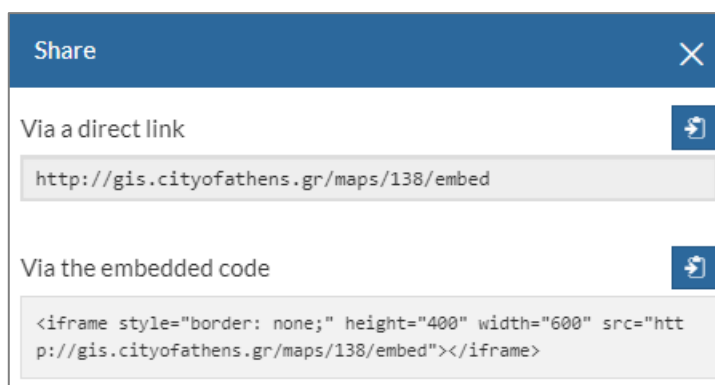 Share
Via a direct link
http://gis.cityofathens.gr/maps/138/embed
Via the embedded code
<iframe style="border: none;" height="400" width="600" src="htt
p://gis.cityofathens.gr/maps/138/embed"></iframe>